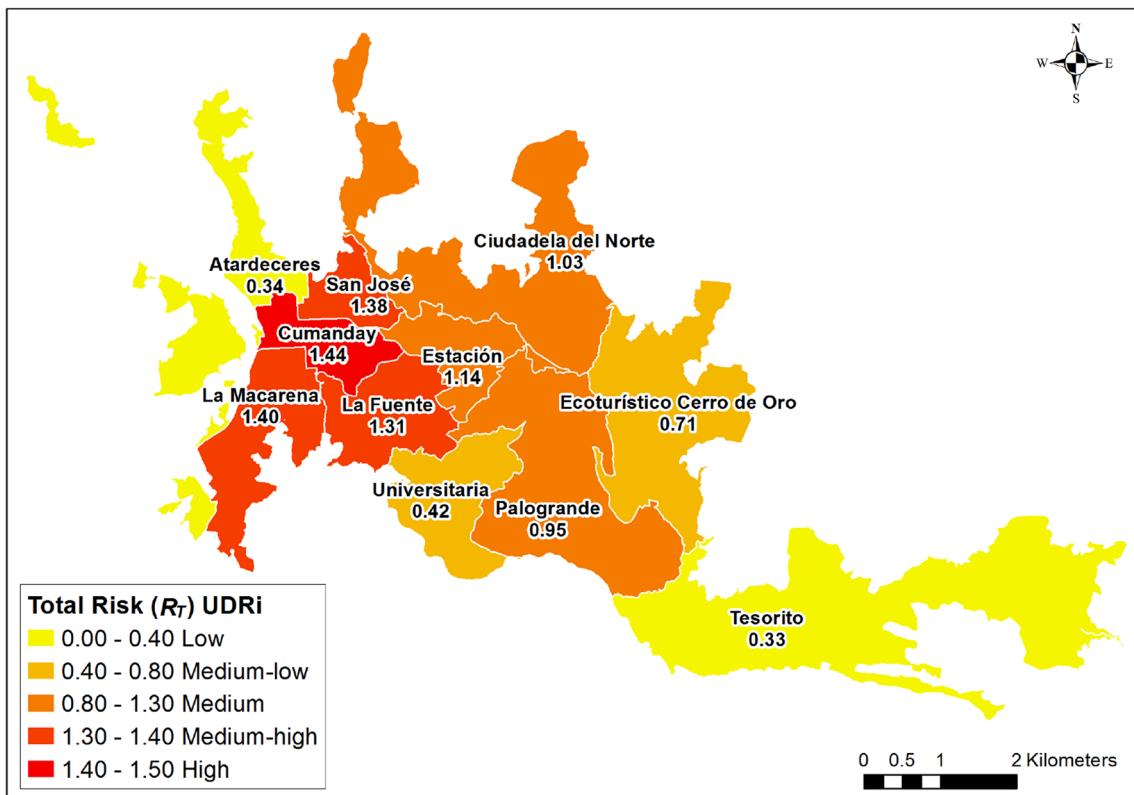 N
W E
S
Ciudadela del Norte
1.03
Atardeceres
0.34
San José
1.38
Cumanday
1.44
Estación
1.14
La Macarena
1.40
La Fuente
1.31
Ecoturístico Cerro de Oro
0.71
Universitaria
0.42
Palogrande
0.95
Tesorito
0.33
Total Risk (R_T) UDRi
0.00 - 0.40 Low
0.40 - 0.80 Medium-low
0.80 - 1.30 Medium
1.30 - 1.40 Medium-high
1.40 - 1.50 High
0 0.5 1 2 Kilometers